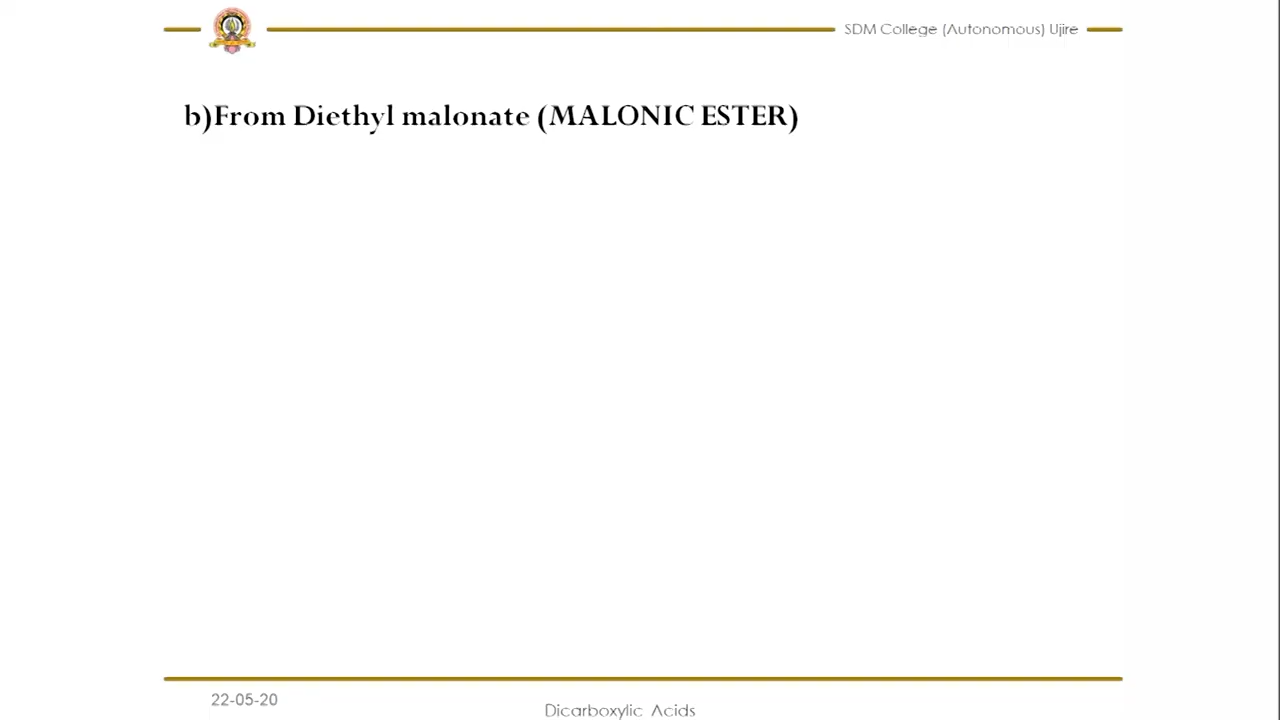 SDM College (Autonomous) Ujire
b)From Diethyl malonate (MALONIC ESTER)
22-05-20
Dicarboxylic Acids